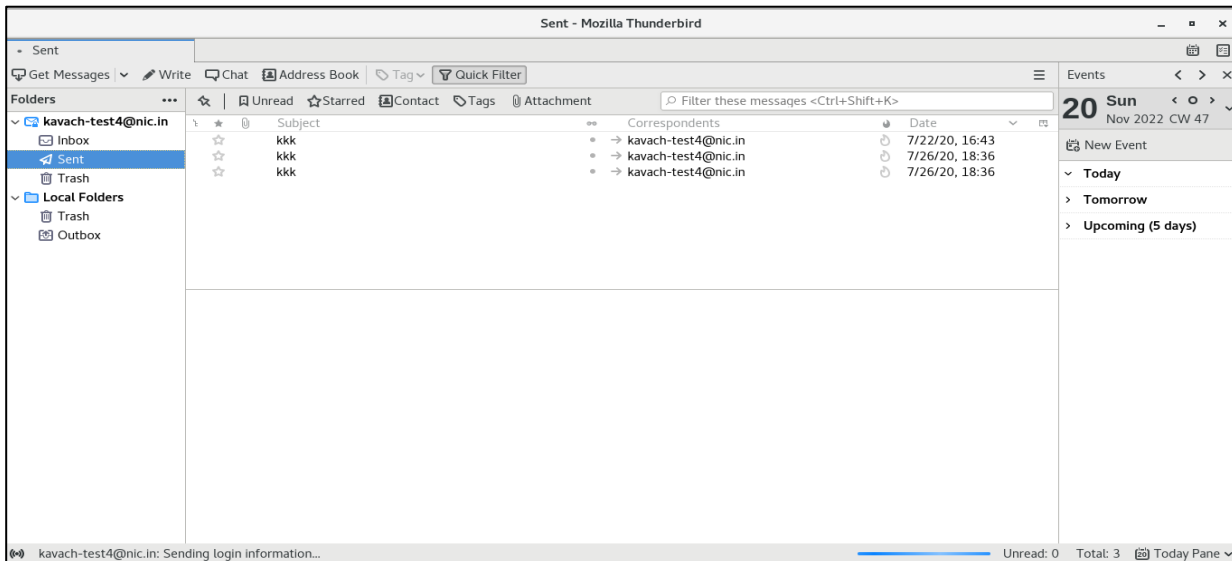 Sent - Mozilla Thunderbird
Sent
Get Messages Write Chat Address Book Tag Quick Filter Events
Folders Unread Starred Contact Tags Attachment Filter these messages <Ctrl+Shift+K> 20 Sun
Nov 2022 CW 47
kavach-test4@nic.in Subject Correspondents Date
Inbox kkk kavach-test4@nic.in 7/22/20, 16:43 New Event
Sent kkk kavach-test4@nic.in 7/26/20, 18:36
Trash kkk kavach-test4@nic.in 7/26/20, 18:36 Today
Local Folders Tomorrow
Trash
Outbox Upcoming (5 days)
kavach-test4@nic.in: Sending login information... Unread: 0 Total: 3 20 Today Pane